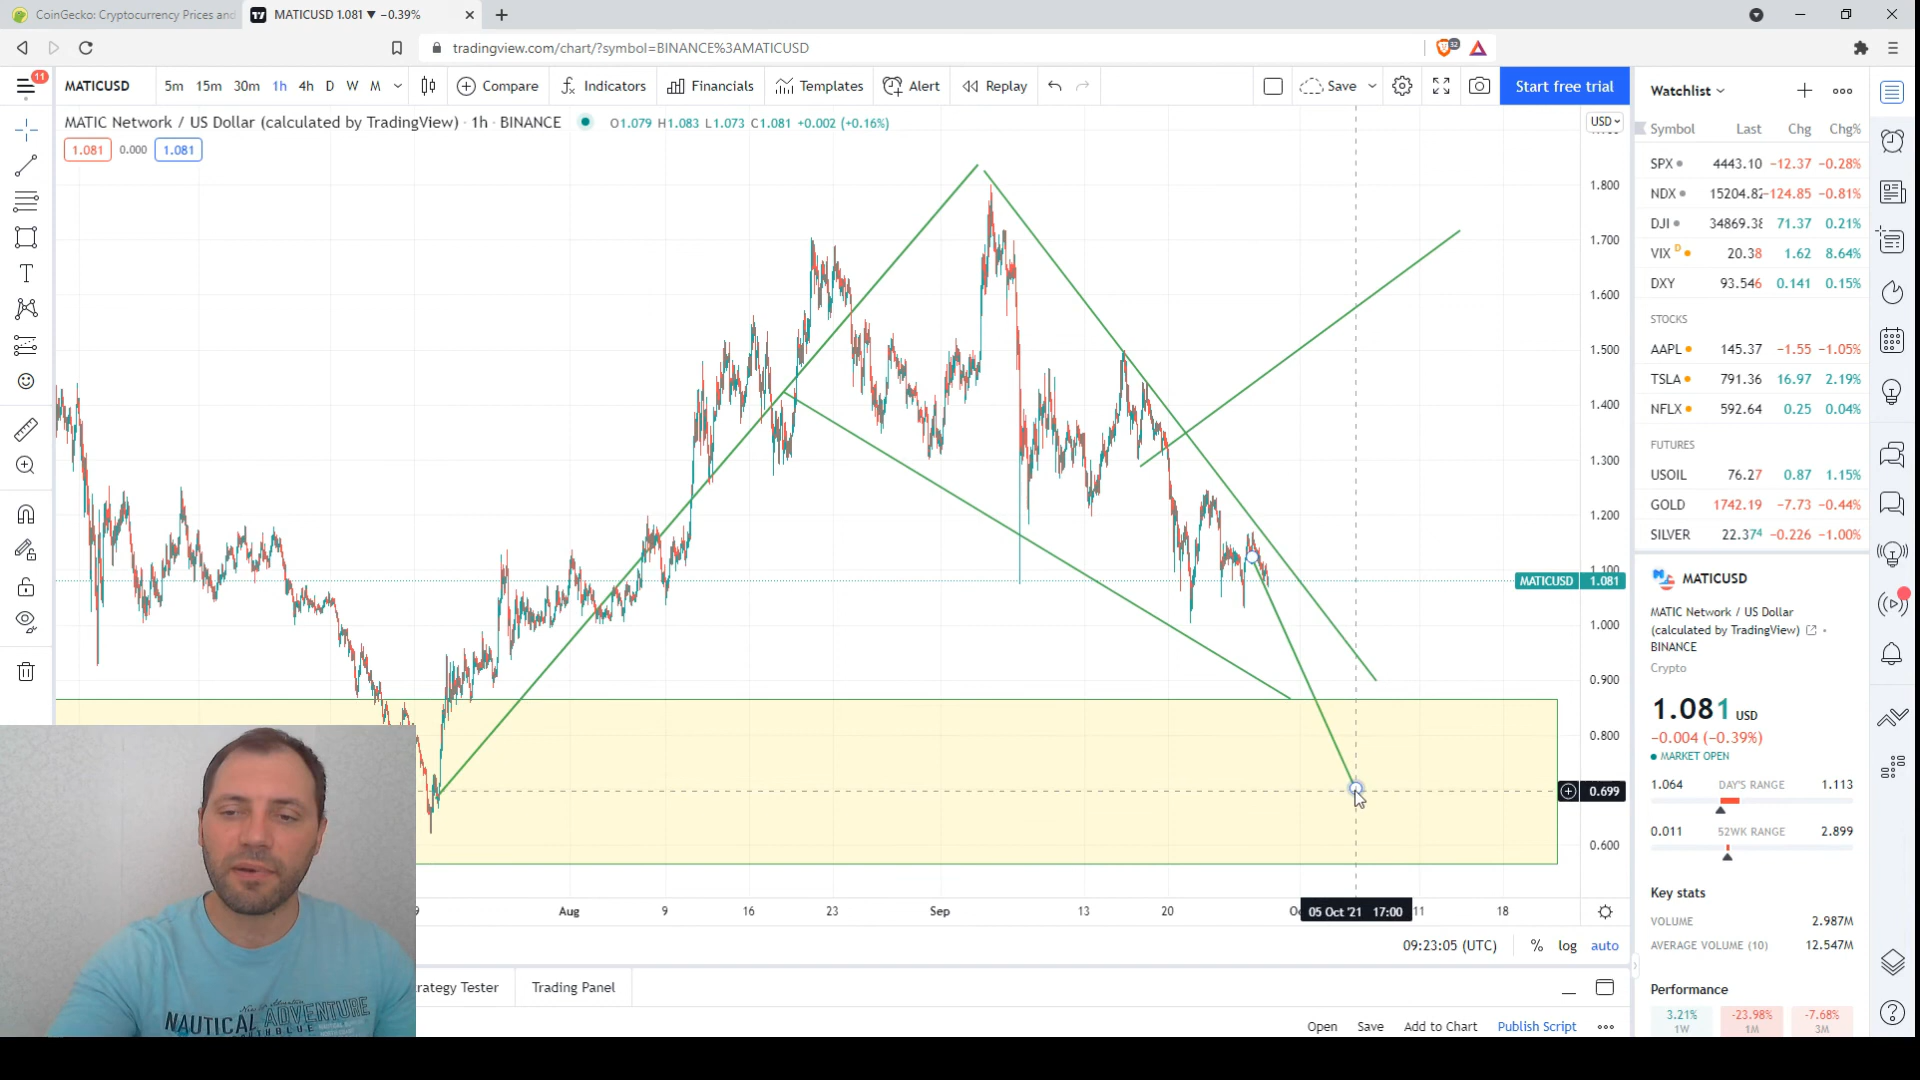 CoinGecko: Cryptocurrency Prices and
MATICUSD 1.081 ▼ −0.39%
tradingview.com/chart/?symbol=BINANCE%3AMATICUSD
32
11
MATICUSD 5m 15m 30m 1h 4h D W M Compare Indicators Financials Templates Alert Replay Save Start free trial
MATIC Network / US Dollar (calculated by TradingView) · 1h · BINANCE O1.079 H1.083 L1.073 C1.081 +0.002 (+0.16%)
1.081 0.000 1.081
USD
1.800
1.700
1.600
1.500
1.400
1.300
1.200
1.100
MATICUSD 1.081
1.000
0.900
0.800
0.699
0.600
Aug 9 16 23 Sep 13 20 05 Oct '21 17:00 11 18
09:23:05 (UTC) % log auto
rategy Tester Trading Panel
Open Save Add to Chart Publish Script
Watchlist
Symbol Last Chg Chg%
SPX 4443.10 −12.37 −0.28%
NDX 15204.82 −124.85 −0.81%
DJI 34869.38 71.37 0.21%
VIX D 20.38 1.62 8.64%
DXY 93.546 0.141 0.15%
STOCKS
AAPL 145.37 −1.55 −1.05%
TSLA 791.36 16.97 2.19%
NFLX 592.64 0.25 0.04%
FUTURES
USOIL 76.27 0.87 1.15%
GOLD 1742.19 −7.73 −0.44%
SILVER 22.374 −0.226 −1.00%
MATICUSD
MATIC Network / US Dollar
(calculated by TradingView) ·
BINANCE
Crypto
1.081 USD
−0.004 (−0.39%)
MARKET OPEN
1.064 DAY'S RANGE 1.113
0.011 52WK RANGE 2.899
Key stats
VOLUME 2.987M
AVERAGE VOLUME (10) 12.547M
Performance
3.21% -23.98% -7.68%
1W 1M 3M
NAUTICAL ADVENTURE